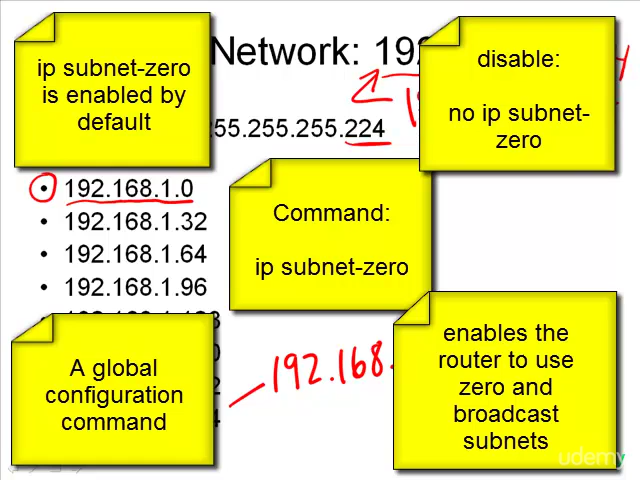 Network: 192
ip subnet-zero
is enabled by
default
disable:
no ip subnet-
zero
255.255.255.224
• 192.168.1.0
• 192.168.1.32
• 192.168.1.64
• 192.168.1.96
Command:
ip subnet-zero
A global
configuration
command
192.168.
enables the
router to use
zero and
broadcast
subnets
udemy